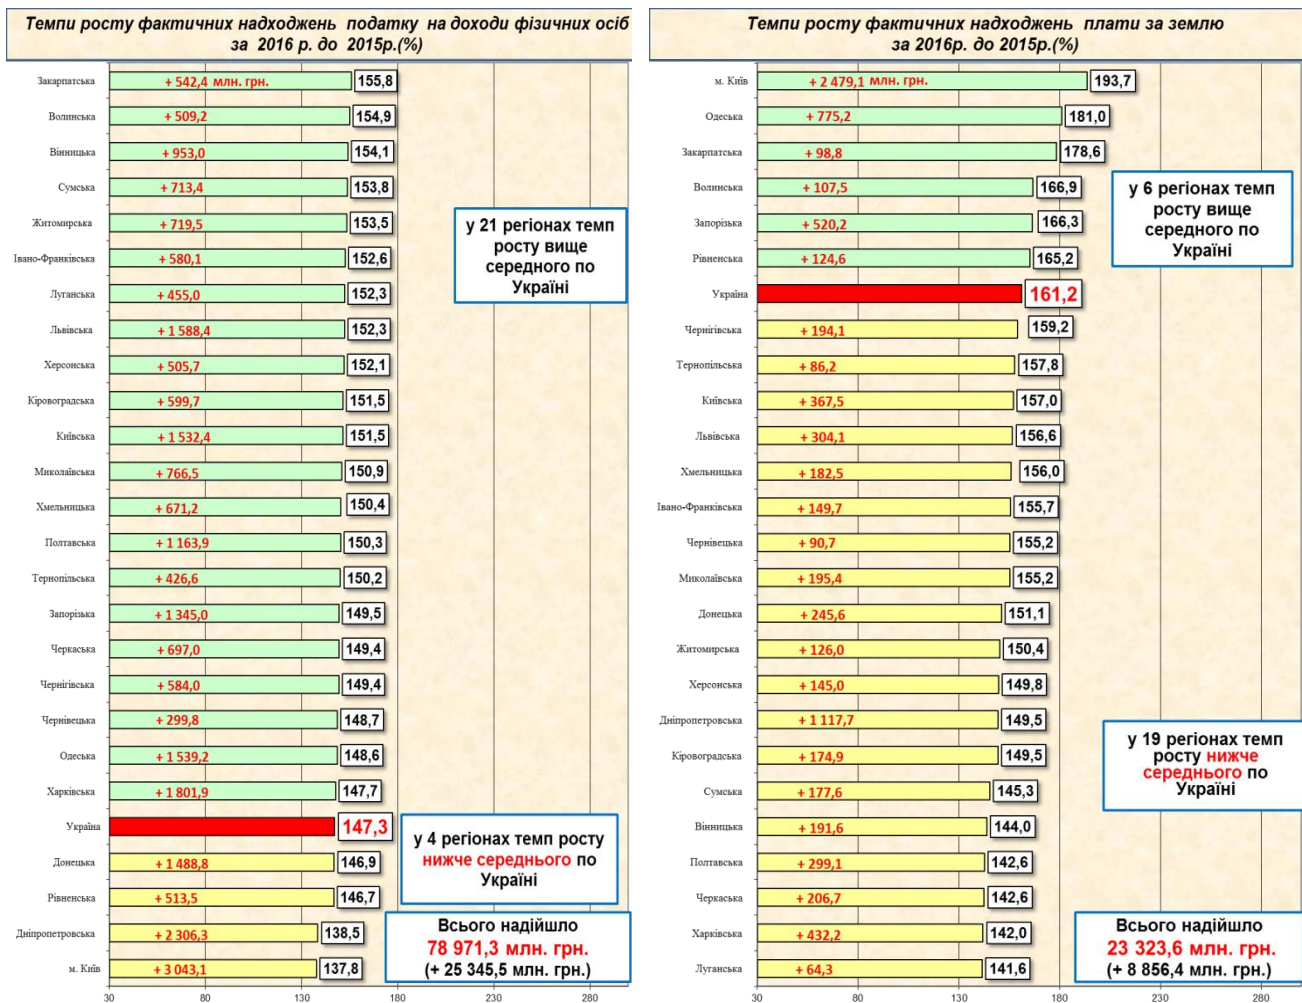 Темпи росту фактичних надходжень податку на доходи фізичних осіб
за 2016 р. до 2015р.(%)
Закарпатська + 542,4 млн. грн. 155,8
Волинська + 509,2 154,9
Вінницька + 953,0 154,1
Сумська + 713,4 153,8
Житомирська + 719,5 153,5
Івано-Франківська + 580,1 152,6
Луганська + 455,0 152,3
Львівська + 1 588,4 152,3
Херсонська + 505,7 152,1
Кіровоградська + 599,7 151,5
Київська + 1 532,4 151,5
Миколаївська + 766,5 150,9
Хмельницька + 671,2 150,4
Полтавська + 1 163,9 150,3
Тернопільська + 426,6 150,2
Запорізька + 1 345,0 149,5
Черкаська + 697,0 149,4
Чернігівська + 584,0 149,4
Чернівецька + 299,8 148,7
Одеська + 1 539,2 148,6
Харківська + 1 801,9 147,7
Україна 147,3
Донецька + 1 488,8 146,9
Рівненська + 513,5 146,7
Дніпропетровська + 2 306,3 138,5
м. Київ + 3 043,1 137,8
30 80 130 180 230 280
у 21 регіонах темп
росту вище
середного по
Україні
у 4 регіонах темп росту
нижче середнього по
Україні
Всього надійшло
78 971,3 млн. грн.
(+ 25 345,5 млн. грн.)
Темпи росту фактичних надходжень плати за землю
за 2016р. до 2015р.(%)
м. Київ + 2 479,1 млн. грн. 193,7
Одеська + 775,2 181,0
Закарпатська + 98,8 178,6
Волинська + 107,5 166,9
Запорізька + 520,2 166,3
Рівненська + 124,6 165,2
Україна 161,2
Чернігівська + 194,1 159,2
Тернопільська + 86,2 157,8
Київська + 367,5 157,0
Львівська + 304,1 156,6
Хмельницька + 182,5 156,0
Івано-Франківська + 149,7 155,7
Чернівецька + 90,7 155,2
Миколаївська + 195,4 155,2
Донецька + 245,6 151,1
Житомирська + 126,0 150,4
Херсонська + 145,0 149,8
Дніпропетровська + 1 117,7 149,5
Кіровоградська + 174,9 149,5
Сумська + 177,6 145,3
Вінницька + 191,6 144,0
Полтавська + 299,1 142,6
Черкаська + 206,7 142,6
Харківська + 432,2 142,0
Луганська + 64,3 141,6
30 80 130 180 230 280
у 6 регіонах темп
росту вище
середного по
Україні
у 19 регіонах темп
росту нижче
середнього по
Україні
Всього надійшло
23 323,6 млн. грн.
(+ 8 856,4 млн. грн.)